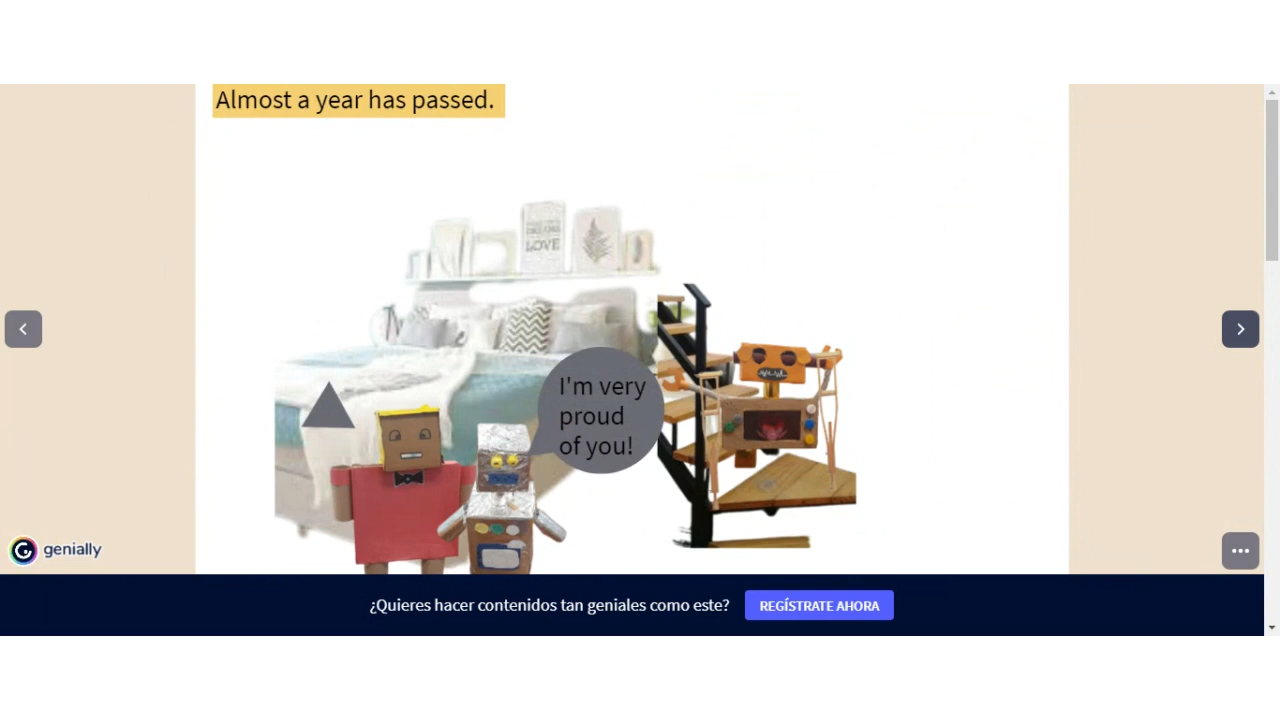 Almost a year has passed.
DREAMS
LOVE
I'm very
proud
of you!
genially
¿Quieres hacer contenidos tan geniales como este?
REGÍSTRATE AHORA